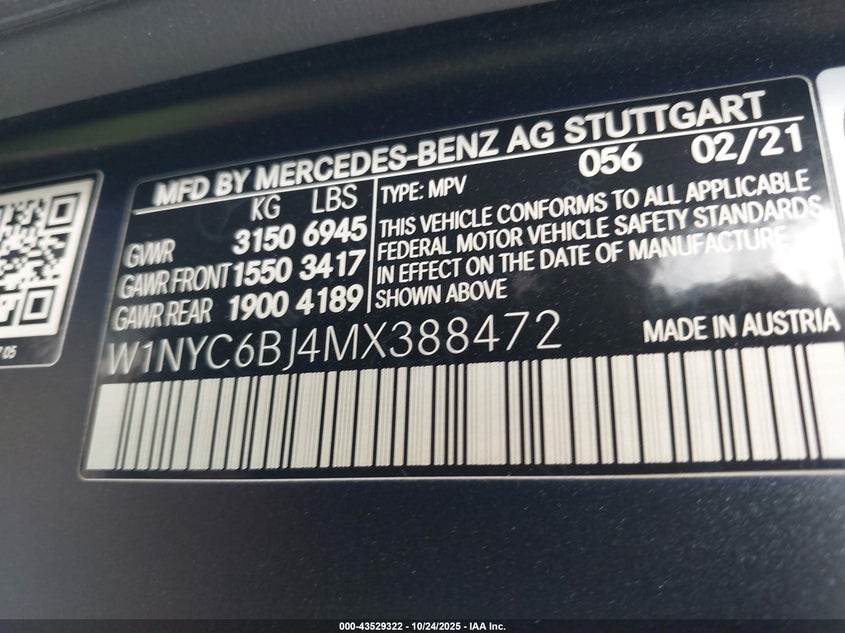 MFD BY MERCEDES-BENZ AG STUTTGART
KG LBS
GVWR 3150 6945
GAWR FRONT 1550 3417
GAWR REAR 1900 4189
056 02/21
TYPE: MPV
THIS VEHICLE CONFORMS TO ALL APPLICABLE
FEDERAL MOTOR VEHICLE SAFETY STANDARDS
IN EFFECT ON THE DATE OF MANUFACTURE
SHOWN ABOVE
W1NYC6BJ4MX388472
MADE IN AUSTRIA
000-43529322 | 10/24/2025 - IAA Inc.